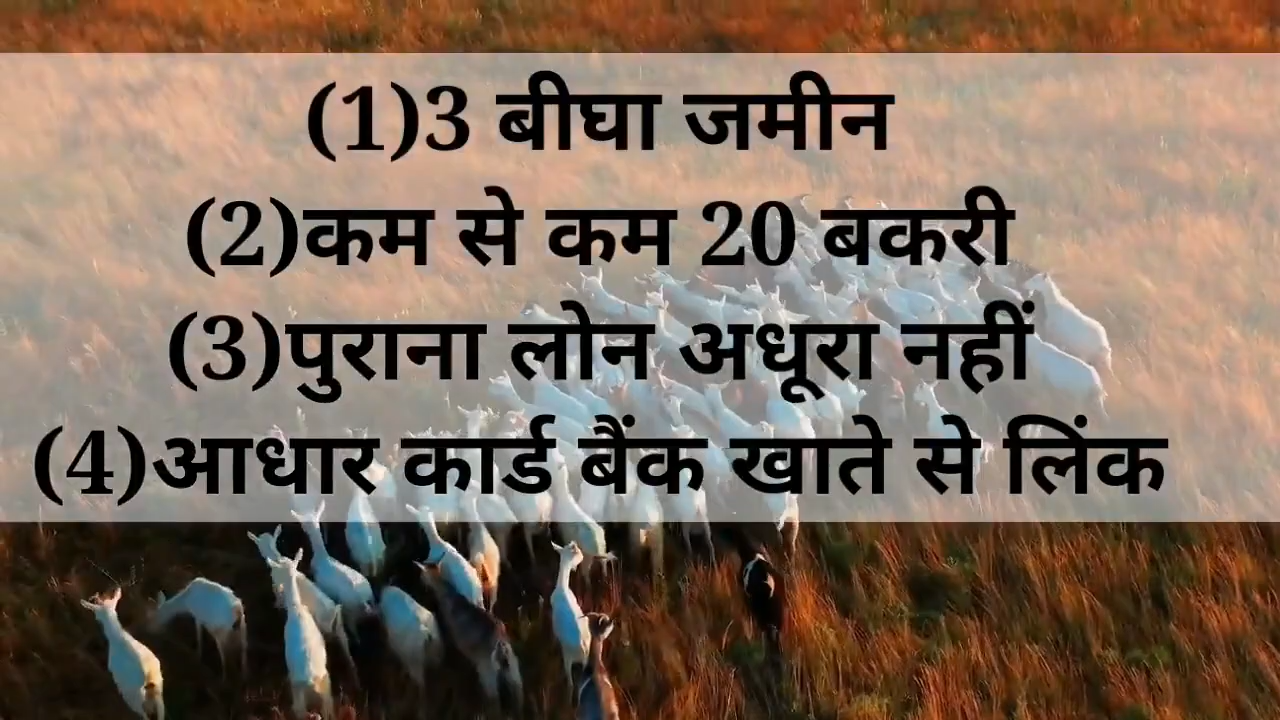 (1)3 बीघा जमीन
(2)कम से कम 20 बकरी
(3)पुराना लोन अधूरा नहीं
(4)आधार कार्ड बैंक खाते से लिंक